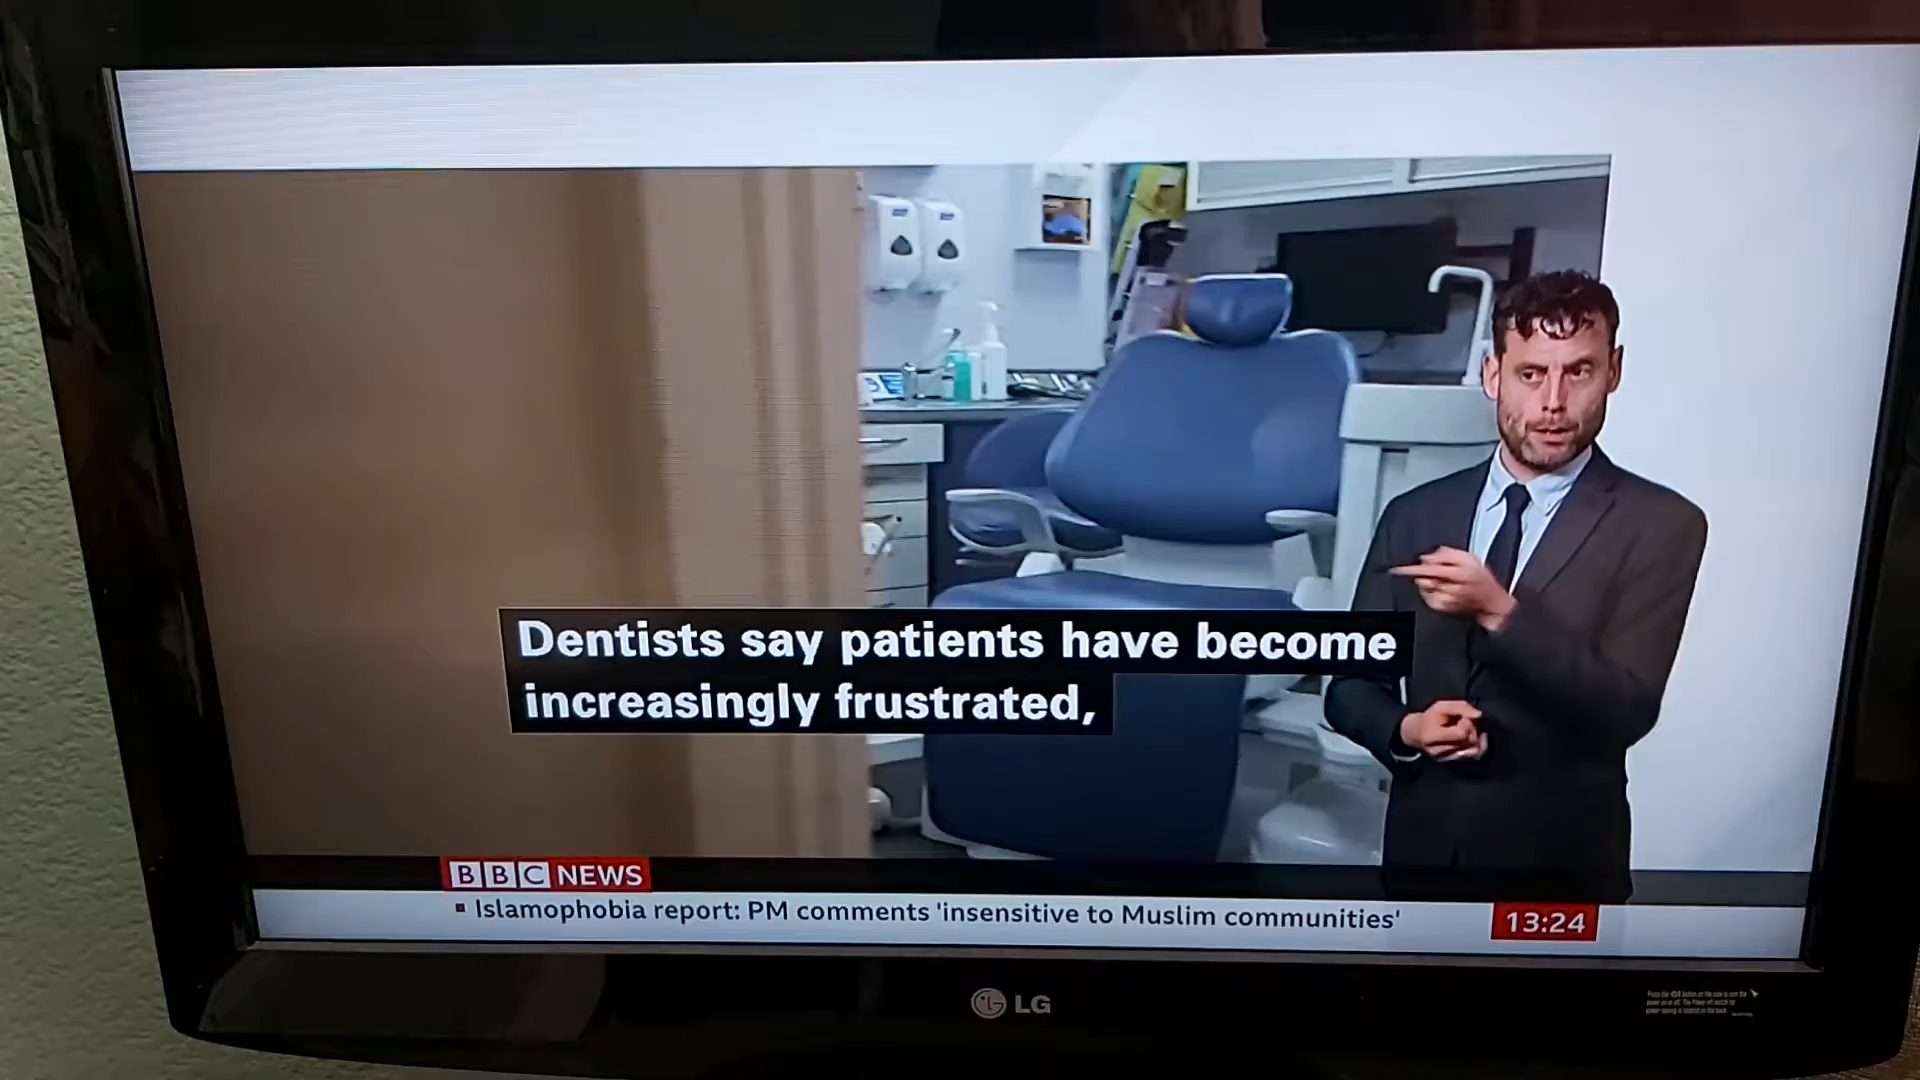 Dentists say patients have become
increasingly frustrated,
BBC NEWS
Islamophobia report: PM comments 'insensitive to Muslim communities'
13:24
LG